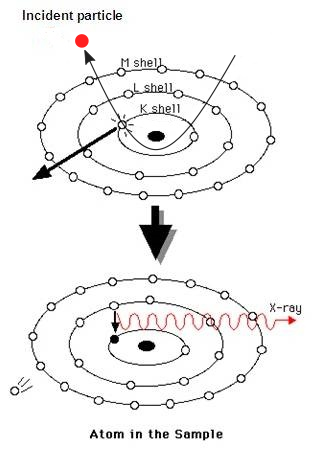 Incident particle
M shell
L shell
K shell
X-ray
Atom in the Sample